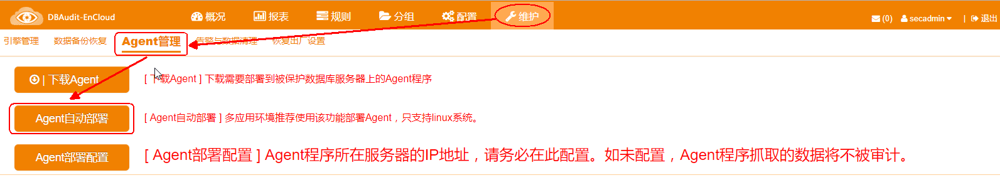 DBAudit-EnCloud 概况 报表 规则 分组 配置 维护 (0) secadmin | 退出
引擎管理 数据备份恢复 Agent管理 告警与数据清理 恢复出厂设置
| 下载Agent [ 下载Agent ] 下载需要部署到被保护数据库服务器上的Agent程序
Agent自动部署 [ Agent自动部署 ] 多应用环境推荐使用该功能部署Agent，只支持linux系统。
Agent部署配置 [ Agent部署配置 ] Agent程序所在服务器的IP地址，请务必在此配置。如未配置，Agent程序抓取的数据将不被审计。